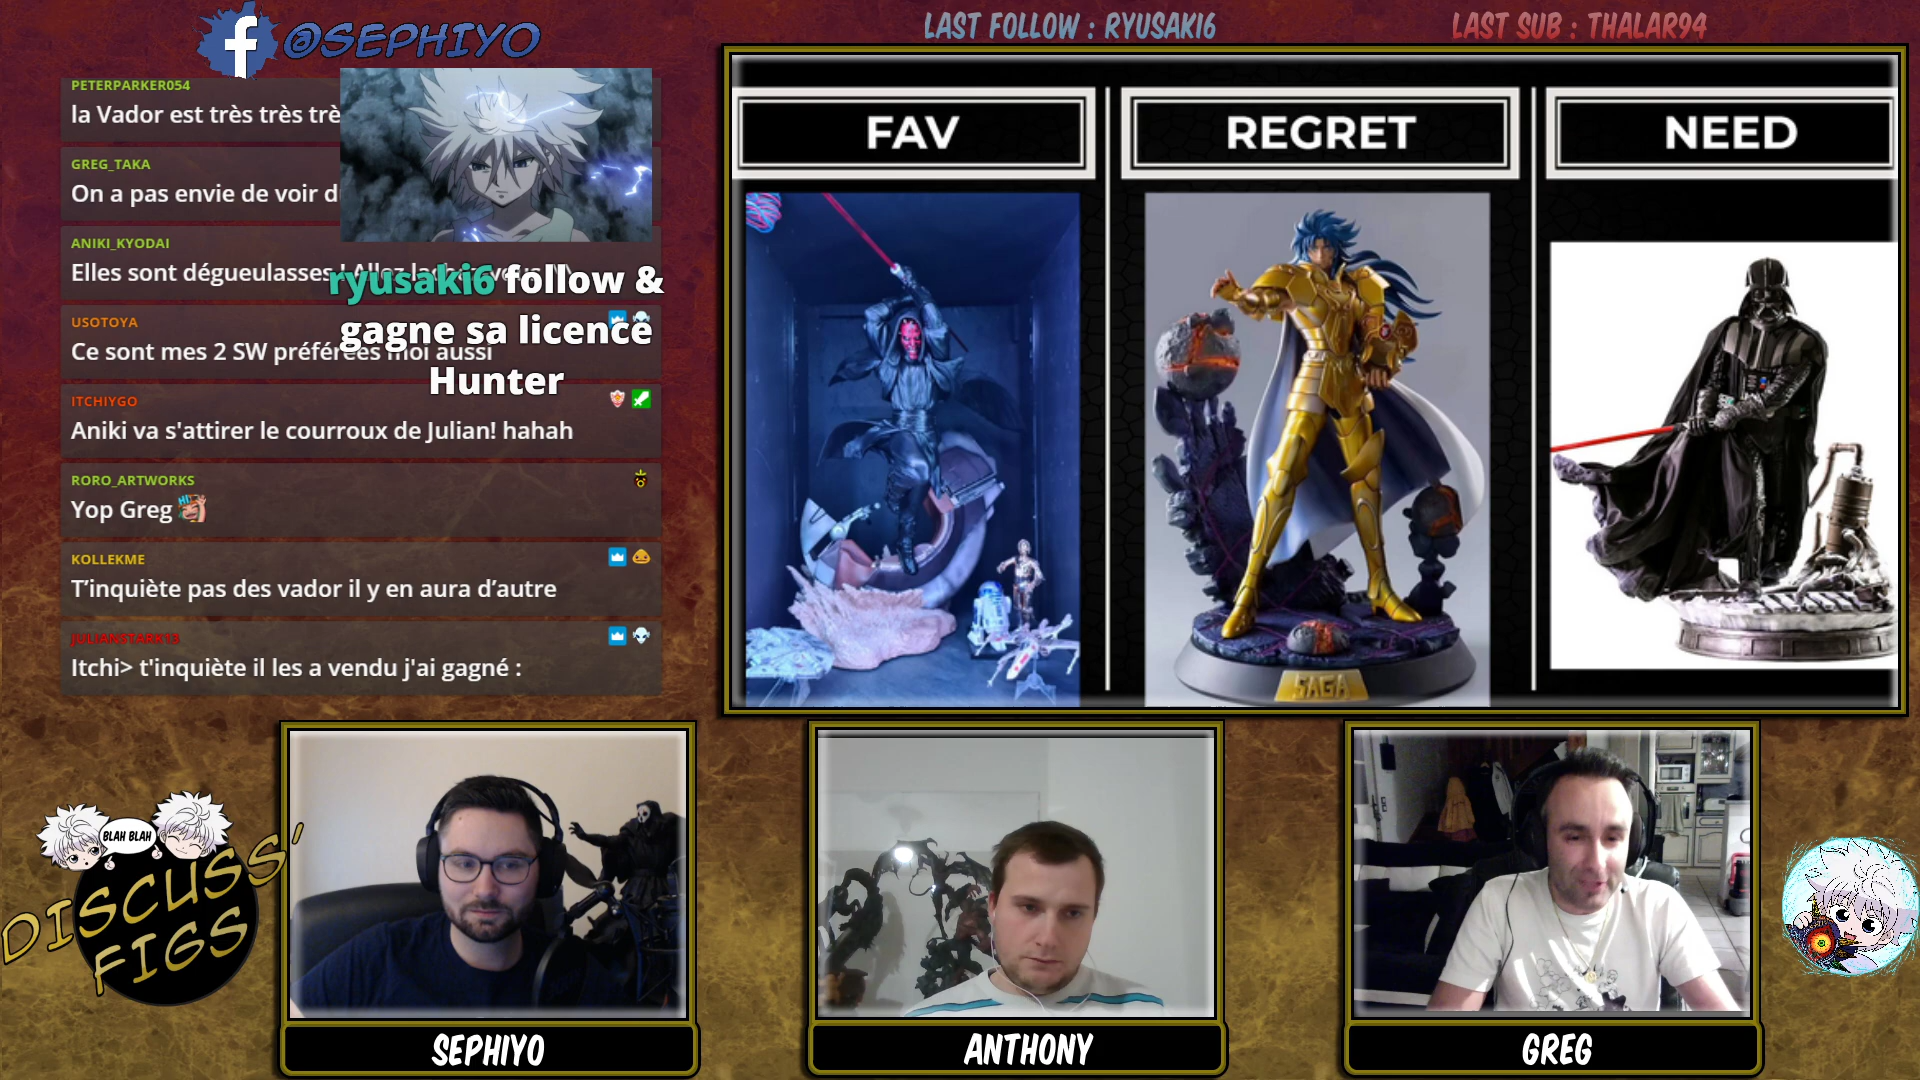 @SEPHIYO
LAST FOLLOW : RYUSAKI6
LAST SUB : THALAR94
PETERPARKER054
la Vador est très très trè
GREG_TAKA
On a pas envie de voir
ANIKI_KYODAI
Elles sont dégueulasses ! Allez
USOTOYA
Ce sont mes 2 SW préférées moi aussi
ITCHIYGO
Aniki va s'attirer le courroux de Julian! hahah
RORO_ARTWORKS
Yop Greg
KOLLEKME
T'inquiète pas des vador il y en aura d'autre
JULIANSTARK13
Itchi> t'inquiète il les a vendu j'ai gagné :
ryusaki6 follow &
gagne sa licence
Hunter
FAV
REGRET
NEED
SAGA
BLAH BLAH
DISCUSS'
FIGS
SEPHIYO
ANTHONY
GREG